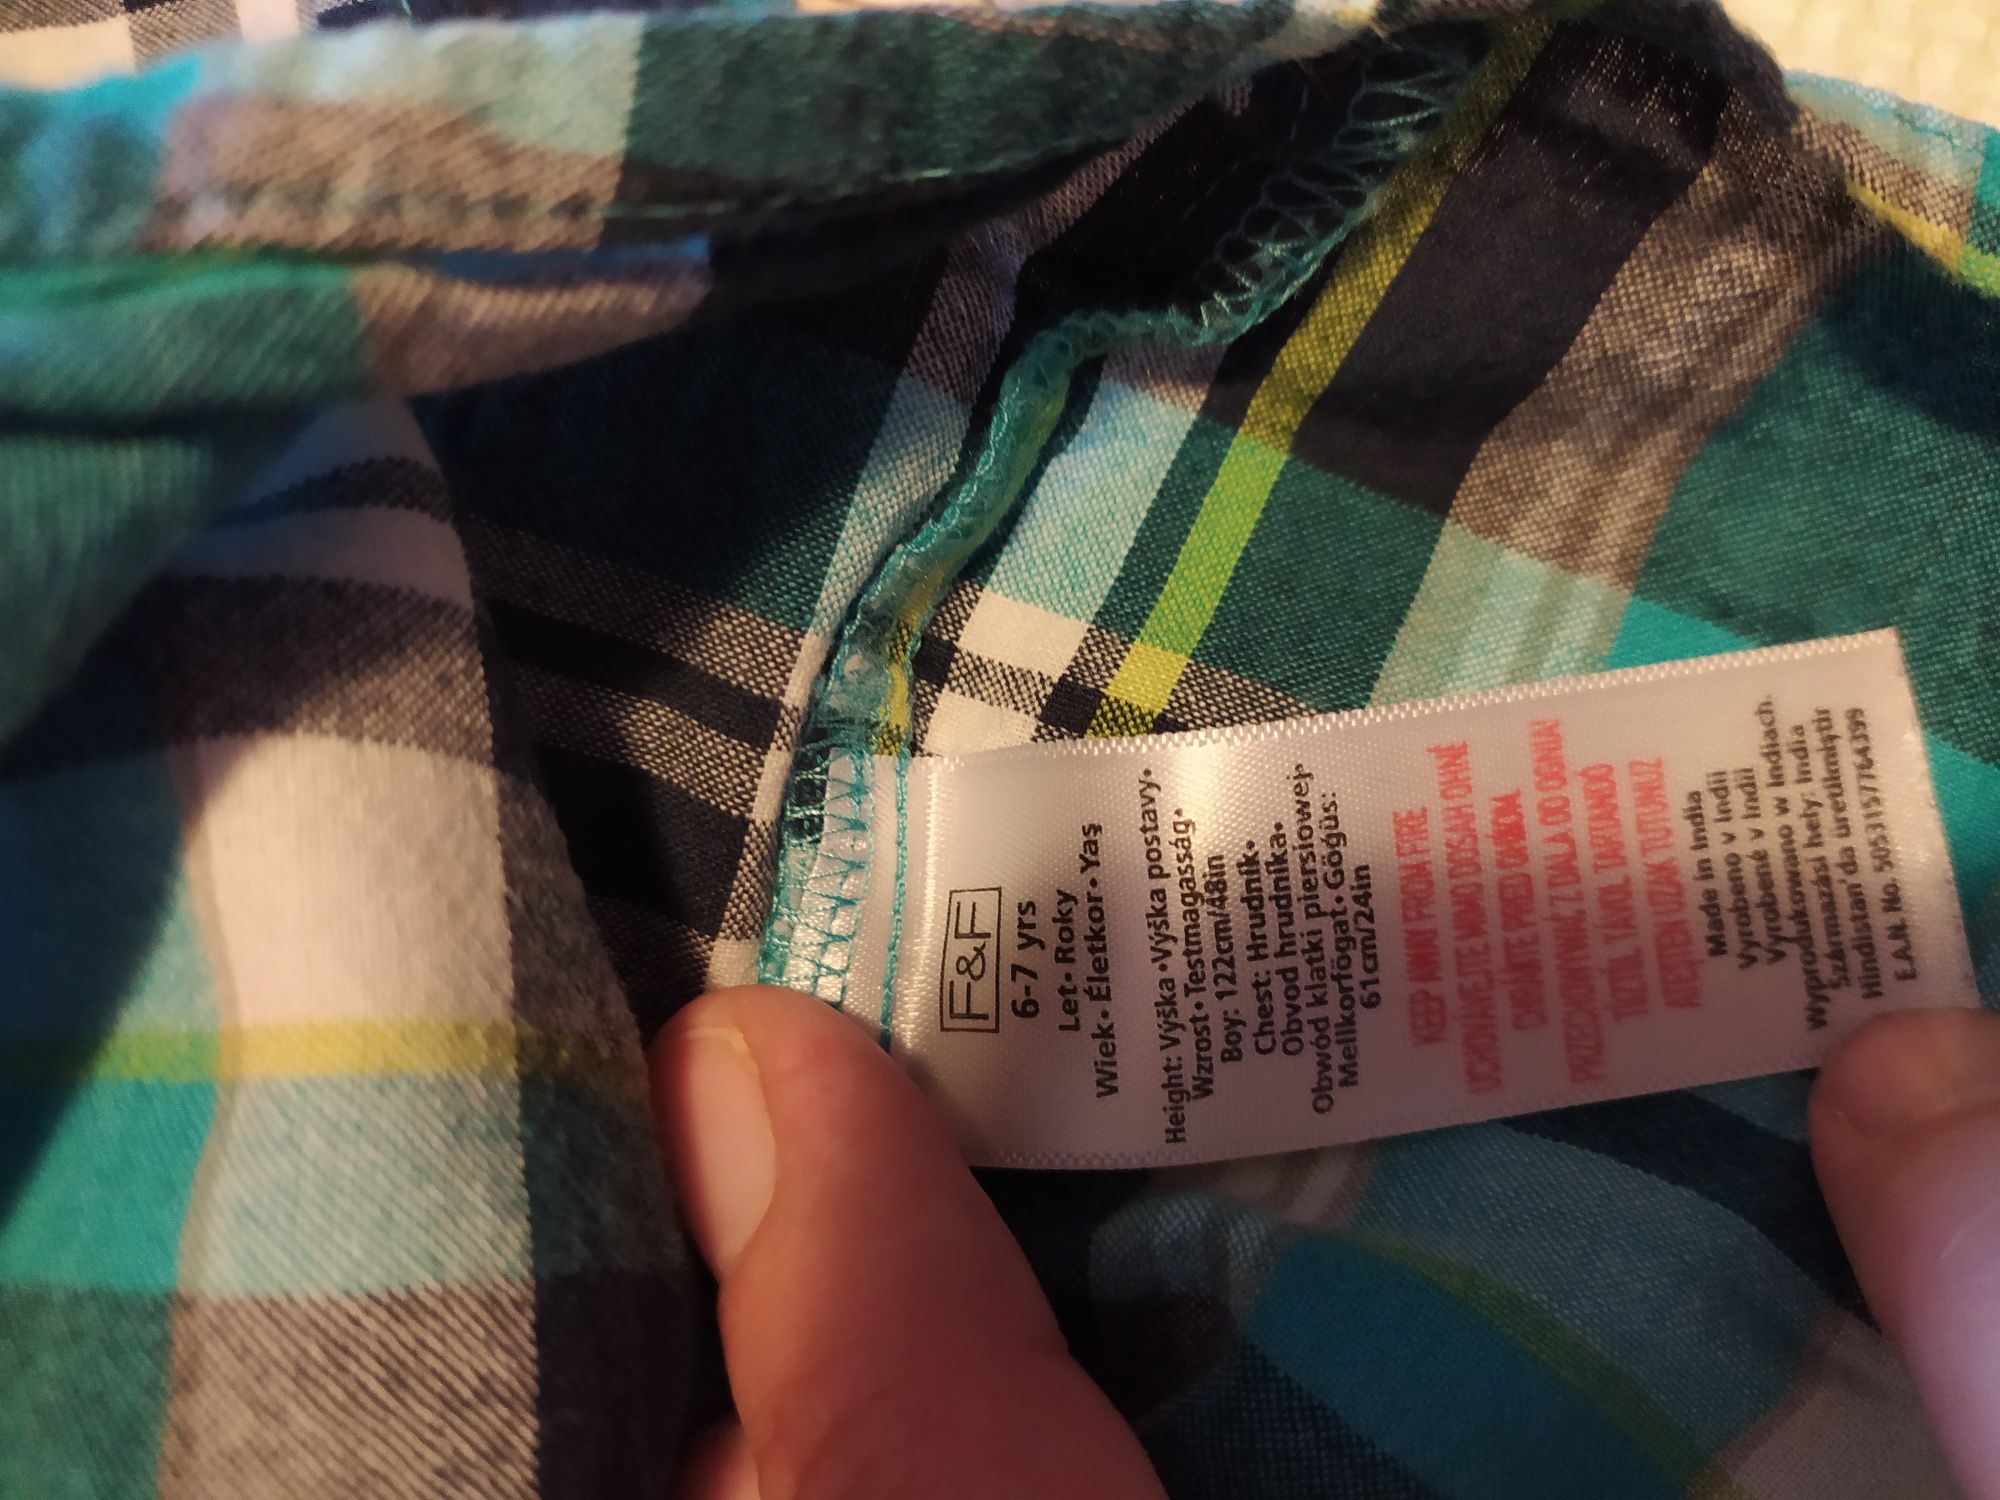 F&F
6-7 yrs
Let • Roky
Wiek • Életkor • Yaş
Height: Výška • Výška postavy•
Wzrost • Testmagasság•
Boy: 122cm/48in
Chest: Hrudník•
Obvod hrudníka•
Obwód klatki piersiowej•
Mellkorfőgat • Göğüs:
61cm/24in
KEEP AWAY FROM FIRE
UCHOVÁVEJTE MIMO DOSAH OHNĚ
CHRÁŇTE PRED OHŇOM
PRZECHOWYWAĆ Z DALA OD OGNIA!
TŰZTŐL TÁVOL TARTANDÓ
ATEŞTEN UZAK TUTUNUZ
Made in India
Vyrobeno v Indii
Vyrobené v Indii
Wyprodukowano w Indiach.
Származási hely: India
Hindistan'da üretilmiştir
E.A.N. No. 5053157764399